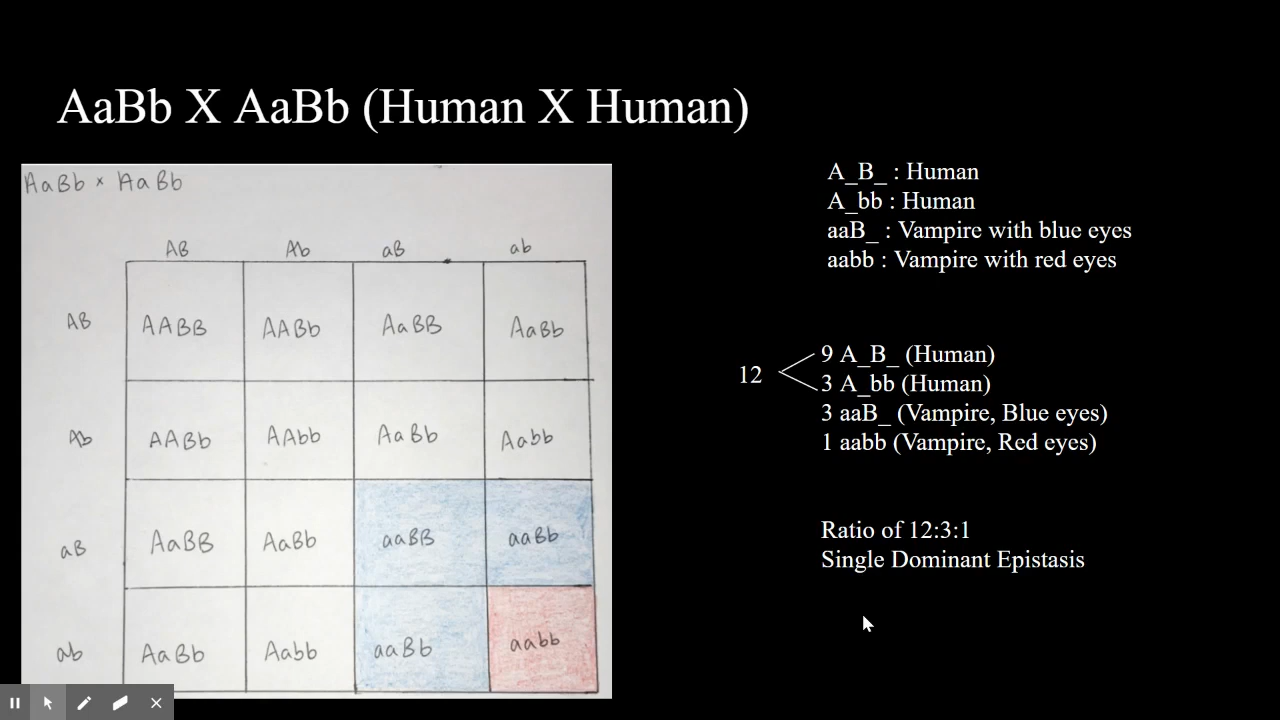 AaBb X AaBb (Human X Human)
AaBb × AaBb
AB Ab aB ab
AB AABB AABb AaBB AaBb
Ab AABb AAbb AaBb Aabb
aB AaBB AaBb aaBB aaBb
ab AaBb Aabb aaBb aabb
A_B_ : Human
A_bb : Human
aaB_ : Vampire with blue eyes
aabb : Vampire with red eyes
12
9 A_B_ (Human)
3 A_bb (Human)
3 aaB_ (Vampire, Blue eyes)
1 aabb (Vampire, Red eyes)
Ratio of 12:3:1
Single Dominant Epistasis